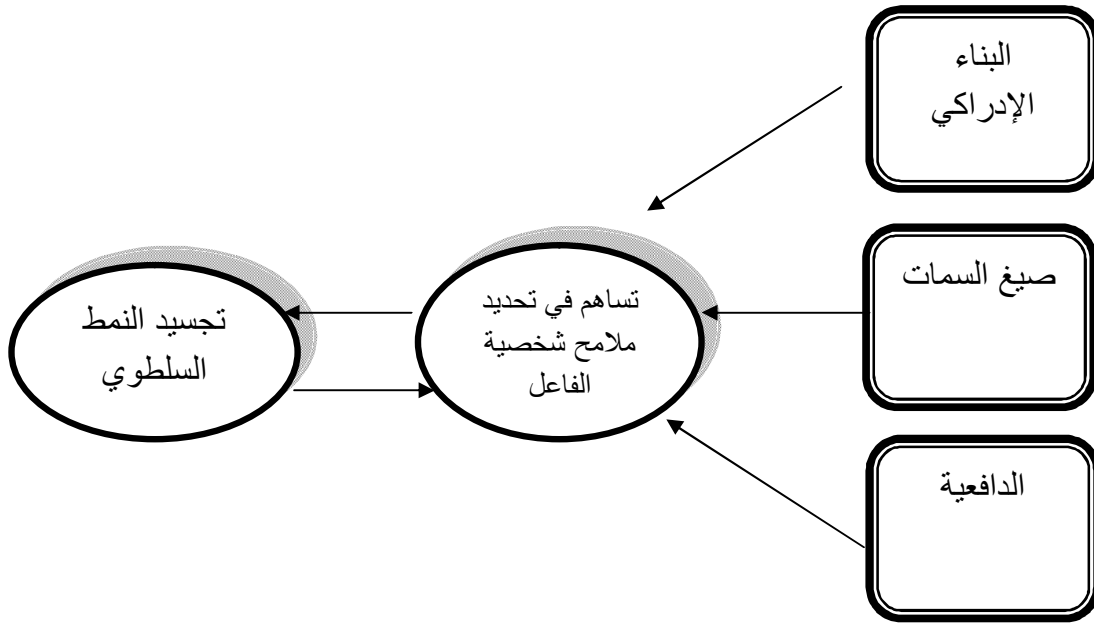 البناء
الإدراكي
صيغ السمات
الدافعية
تساهم في تحديد
ملامح شخصية
الفاعل
تجسيد النمط
السلطوي